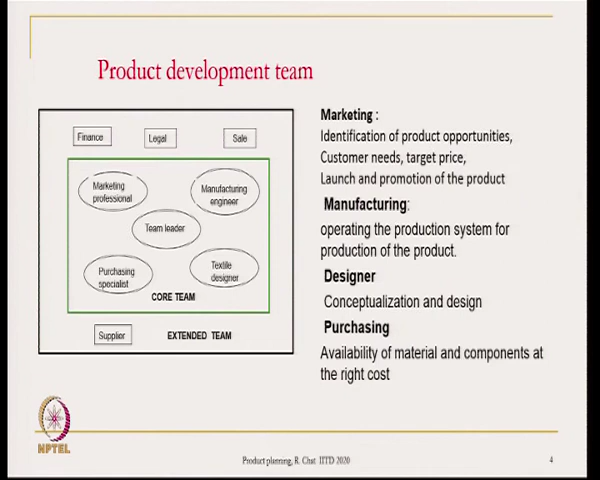 Product development team
Finance
Legal
Sale
Marketing
professional
Manufacturing
engineer
Team leader
Purchasing
specialist
Textile
designer
CORE TEAM
Supplier
EXTENDED TEAM
Marketing :
Identification of product opportunities,
Customer needs, target price,
Launch and promotion of the product
Manufacturing:
operating the production system for
production of the product.
Designer
Conceptualization and design
Purchasing
Availability of material and components at
the right cost
NPTEL
Product planning, R. Chat IITD 2020
4